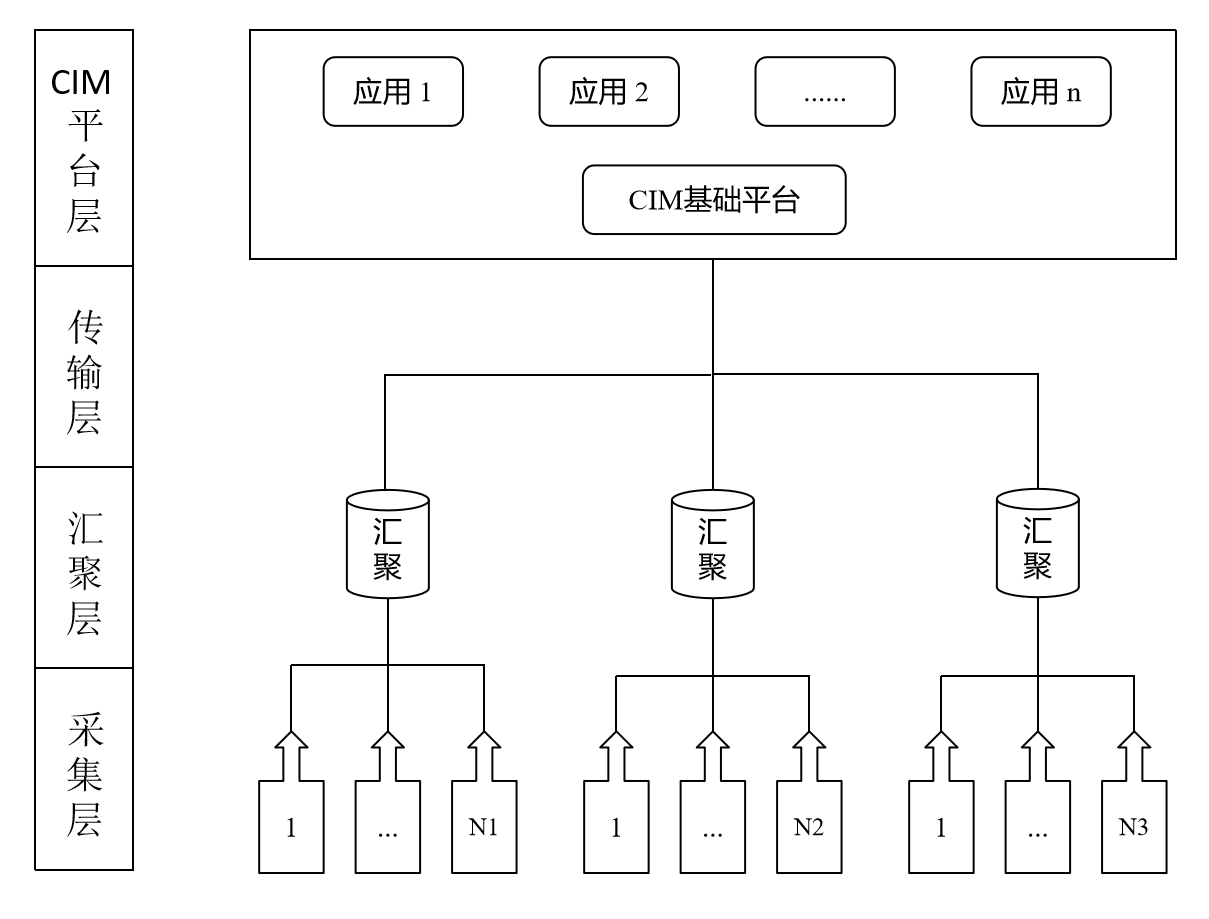 CIM
平
台
层
应用 1
应用 2
......
应用 n
CIM基础平台
传
输
层
汇
聚
层
汇
聚
汇
聚
汇
聚
采
集
层
1
...
N1
1
...
N2
1
...
N3